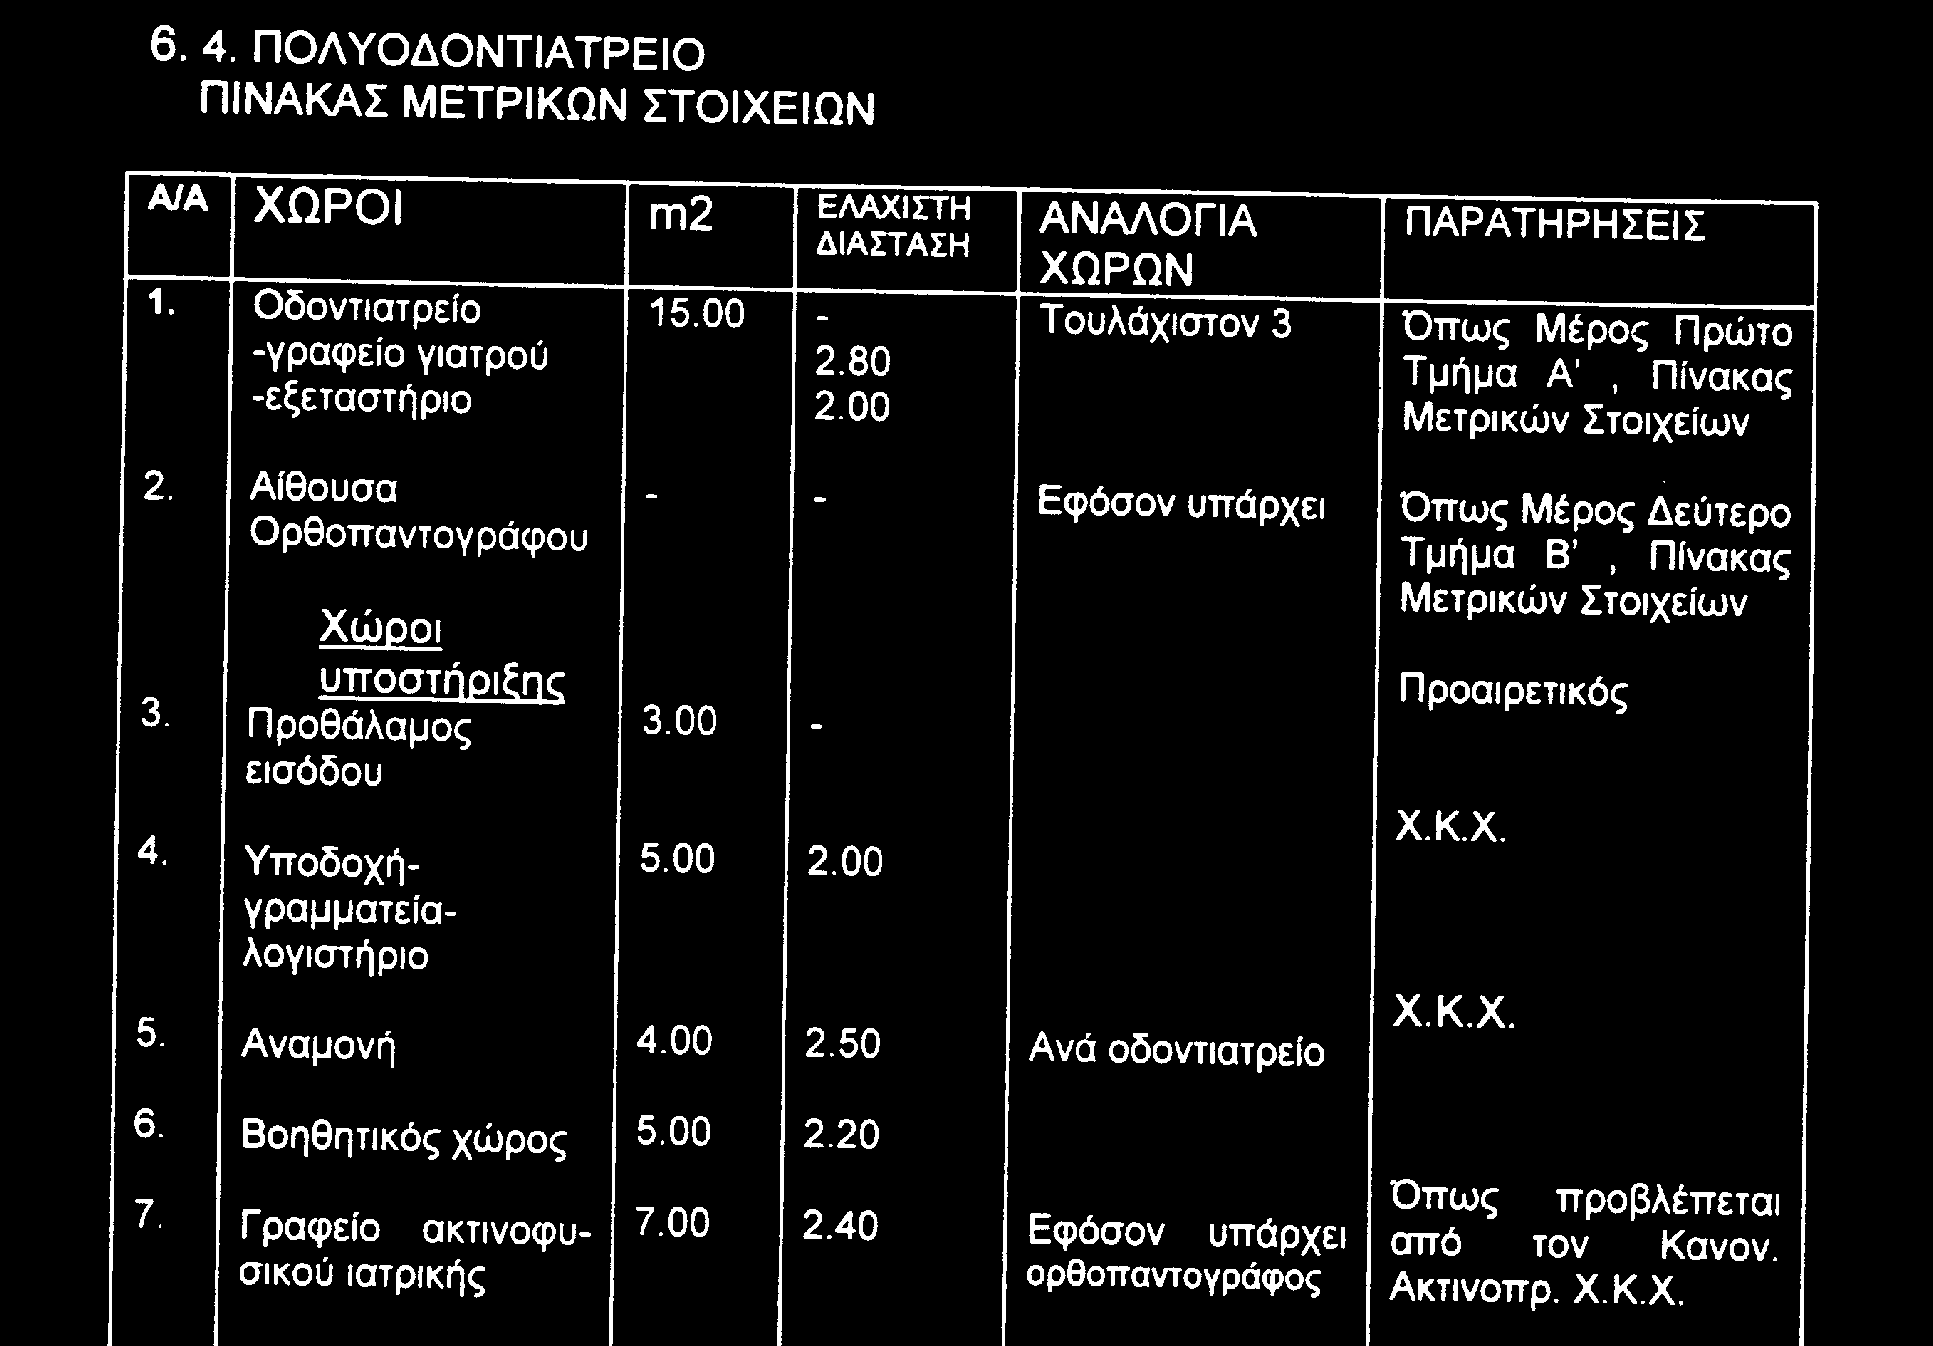 6. 4. ΠΟΛΥΟΔΟΝΤΙΑΤΡΕΙΟ
ΠΙΝΑΚΑΣ ΜΕΤΡΙΚΩΝ ΣΤΟΙΧΕΙΩΝ
Α/Α ΧΩΡΟΙ m2 ΕΛΑΧΙΣΤΗ ΔΙΑΣΤΑΣΗ ΑΝΑΛΟΓΙΑ ΧΩΡΩΝ ΠΑΡΑΤΗΡΗΣΕΙΣ
1. Οδοντιατρείο 15.00 - Τουλάχιστον 3 Όπως Μέρος Πρώτο
-γραφείο γιατρού 2.80 Τμήμα Α' , Πίνακας
-εξεταστήριο 2.00 Μετρικών Στοιχείων
2. Αίθουσα - - Εφόσον υπάρχει Όπως Μέρος Δεύτερο
Ορθοπαντογράφου Τμήμα Β' , Πίνακας
Μετρικών Στοιχείων
Χώροι
υποστήριξης Προαιρετικός
3. Προθάλαμος 3.00 -
εισόδου
Χ.Κ.Χ.
4. Υποδοχή- 5.00 2.00
γραμματεία-
λογιστήριο
Χ.Κ.Χ.
5. Αναμονή 4.00 2.50 Ανά οδοντιατρείο
6. Βοηθητικός χώρος 5.00 2.20
7. Γραφείο ακτινοφυ- 7.00 2.40 Εφόσον υπάρχει Όπως προβλέπεται
σικού ιατρικής ορθοπαντογράφος από τον Κανον.
Ακτινοπρ. Χ.Κ.Χ.